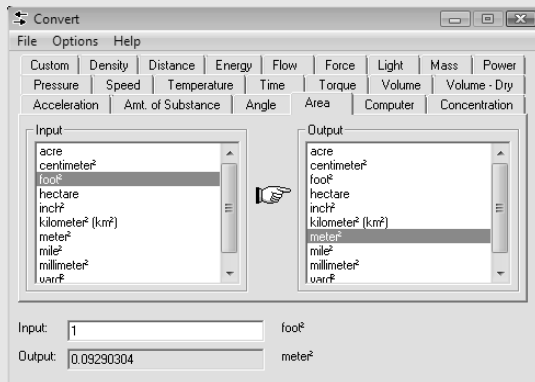 Convert
File Options Help
Custom Density Distance Energy Flow Force Light Mass Power
Pressure Speed Temperature Time Torque Volume Volume - Dry
Acceleration Amt. of Substance Angle Area Computer Concentration
Input Output
acre acre
centimeter² centimeter²
foot² foot²
hectare hectare
inch² inch²
kilometer² (km²) kilometer² (km²)
meter² meter²
mile² mile²
millimeter² millimeter²
yard² yard²
Input: 1 foot²
Output: 0.09290304 meter²